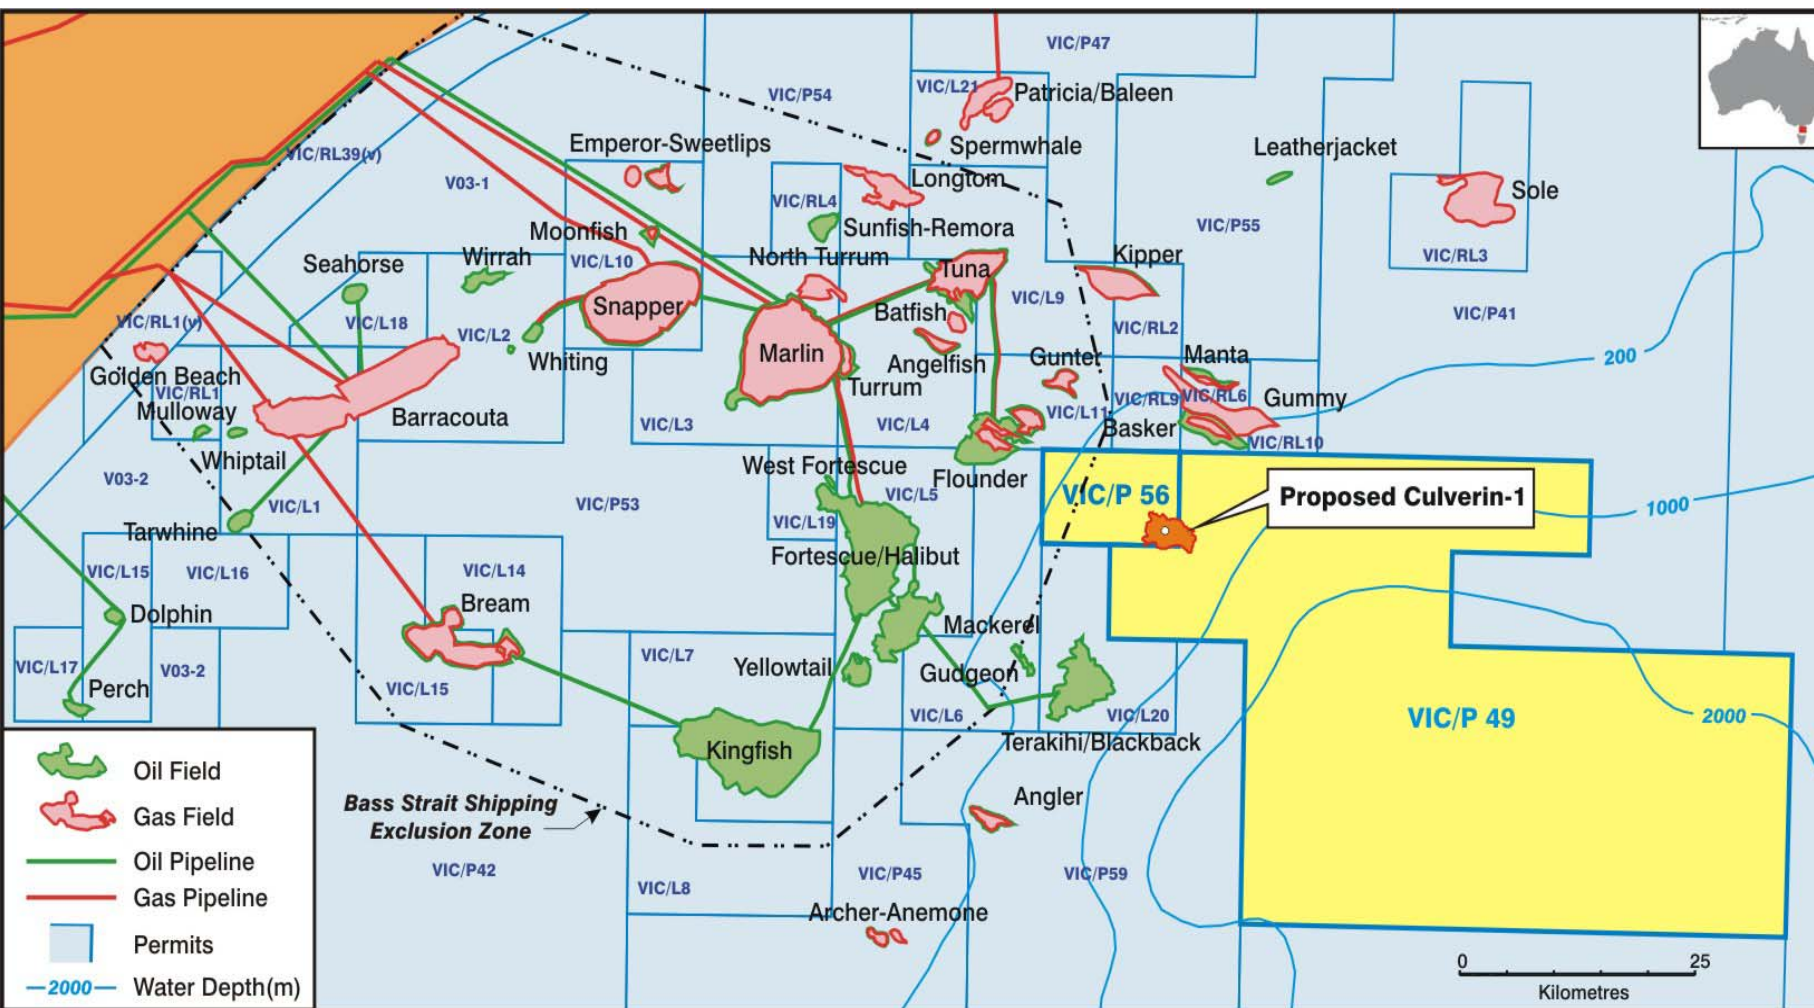 VIC/P47
VIC/P54
VIC/L21
Patricia/Baleen
Spermwhale
Emperor-Sweetlips
Leatherjacket
VIC/RL39(v)
V03-1
Longtom
Sole
VIC/RL4
Moonfish
Sunfish-Remora
VIC/P55
Seahorse
Wirrah
VIC/L10
North Turrum
Tuna
Kipper
VIC/RL3
Snapper
Batfish
VIC/L9
VIC/RL1(v)
VIC/L18
VIC/L2
VIC/RL2
VIC/P41
Whiting
Marlin
Angelfish
Gunter
Manta
200
Golden Beach
VIC/RL1
Turrum
Mulloway
Barracouta
VIC/L3
VIC/L4
VIC/L11
VIC/RL9
VIC/RL6
Gummy
Basker
VIC/RL10
Whiptail
West Fortescue
Flounder
V03-2
VIC/L1
VIC/P53
VIC/L5
VIC/P 56
Proposed Culverin-1
1000
Tarwhine
VIC/L19
VIC/L15
VIC/L16
VIC/L14
Fortescue/Halibut
Dolphin
Bream
Mackerel
VIC/L17
V03-2
VIC/L7
Yellowtail
Gudgeon
Perch
VIC/L15
VIC/L6
VIC/L20
VIC/P 49
2000
Kingfish
Terakihi/Blackback
Bass Strait Shipping
Exclusion Zone
Angler
VIC/P42
VIC/L8
VIC/P45
VIC/P59
Archer-Anemone
Oil Field
Gas Field
Oil Pipeline
Gas Pipeline
Permits
2000
Water Depth(m)
0
25
Kilometres